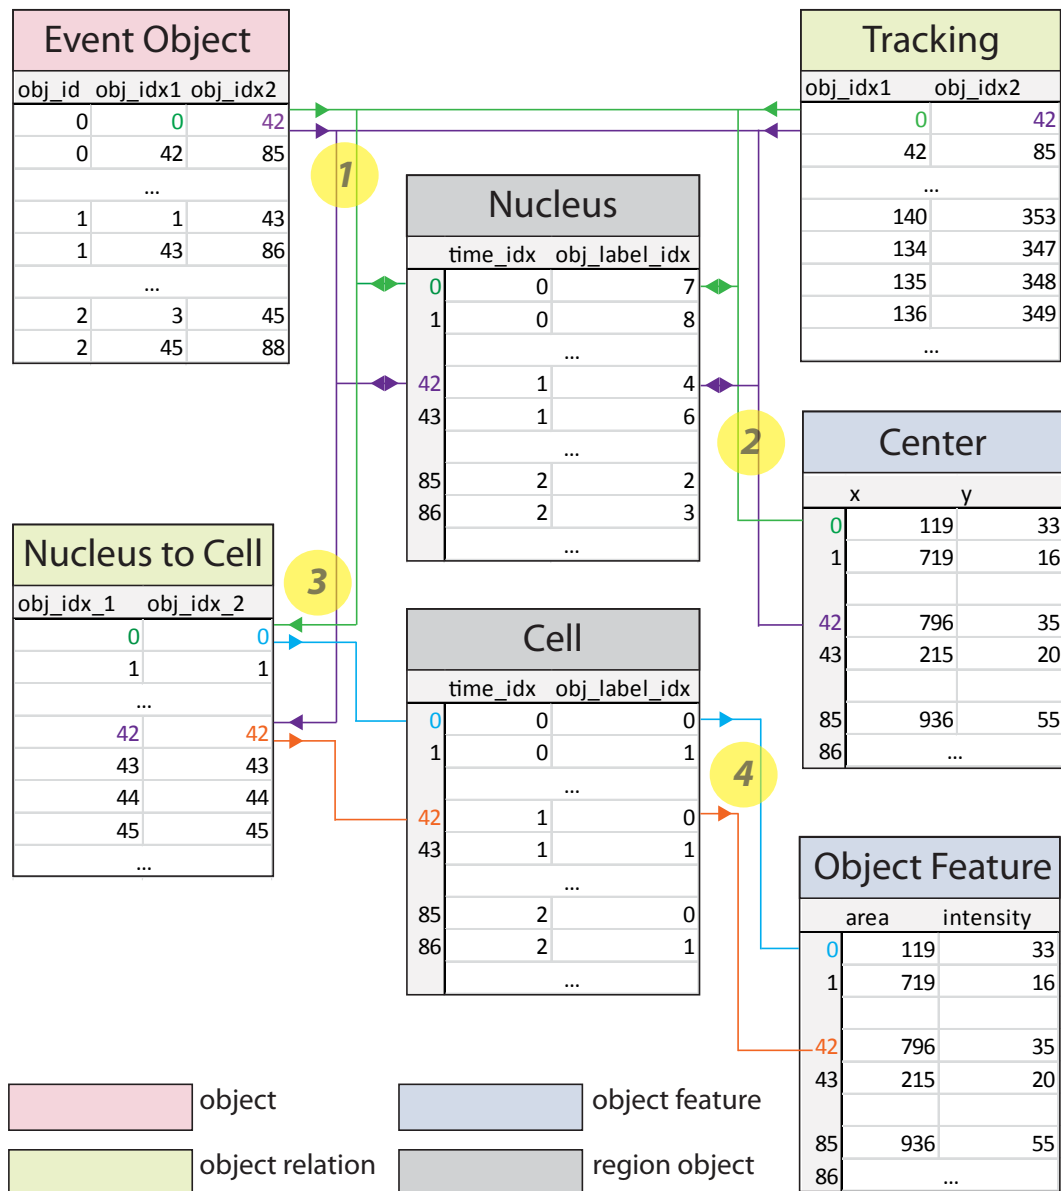 Event Object
obj_id obj_idx1 obj_idx2
0 0 42
0 42 85
...
1 1 43
1 43 86
...
2 3 45
2 45 88
Tracking
obj_idx1 obj_idx2
0 42
42 85
...
140 353
134 347
135 348
136 349
...
1
Nucleus
time_idx obj_label_idx
0 0 7
1 0 8
...
42 1 4
43 1 6
...
85 2 2
86 2 3
...
2
Center
x y
0 119 33
1 719 16
42 796 35
43 215 20
85 936 55
86 ...
Nucleus to Cell
obj_idx_1 obj_idx_2
0 0
1 1
...
42 42
43 43
44 44
45 45
...
3
Cell
time_idx obj_label_idx
0 0 0
1 0 1
...
42 1 0
43 1 1
...
85 2 0
86 2 1
...
4
Object Feature
area intensity
0 119 33
1 719 16
42 796 35
43 215 20
85 936 55
86 ...
object
object feature
object relation
region object